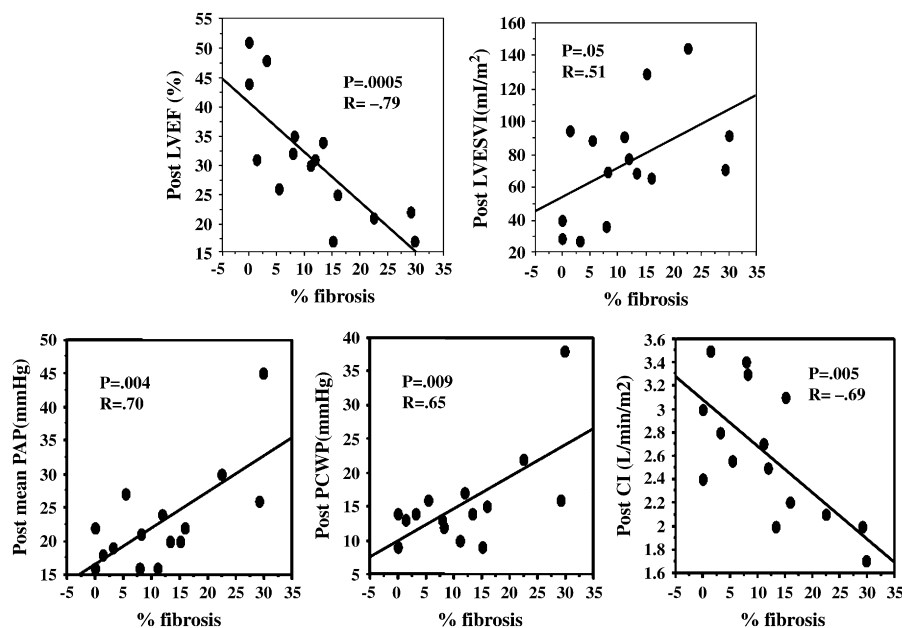 Post LVEF (%)
50
45
40
35
30
25
20
15
P=.0005
R= –.79
-5 0 5 10 15 20 25 30 35
% fibrosis
Post LVESVI(ml/m²)
160
140
120
100
80
60
40
20
P=.05
R=.51
-5 0 5 10 15 20 25 30 35
% fibrosis
Post mean PAP(mmHg)
50
45
40
35
30
25
20
15
P=.004
R=.70
-5 0 5 10 15 20 25 30 35
% fibrosis
Post PCWP(mmHg)
40
30
20
10
5
P=.009
R=.65
-5 0 5 10 15 20 25 30 35
% fibrosis
Post CI (L/min/m2)
3.6
3.4
3.2
3
2.8
2.6
2.4
2.2
2
1.8
1.6
P=.005
R= –.69
-5 0 5 10 15 20 25 30 35
% fibrosis